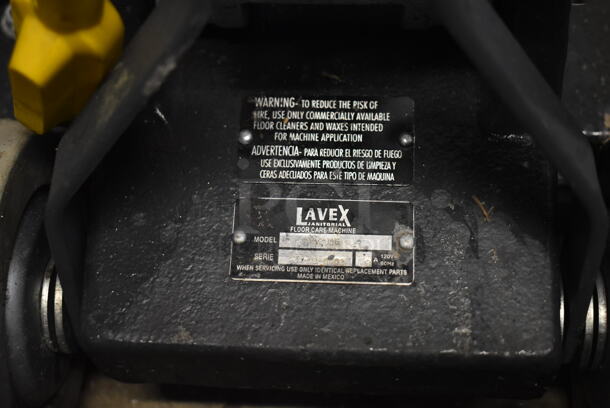 WARNING- TO REDUCE THE RISK OF
FIRE, USE ONLY COMMERCIALLY AVAILABLE
FLOOR CLEANERS AND WAXES INTENDED
FOR MACHINE APPLICATION
ADVERTENCIA- PARA REDUCIR EL RIESGO DE FUEGO
USE EXCLUSIVAMENTE PRODUCTOS DE LIMPIEZA Y
CERAS ADECUADOS PARA ESTE TIPO DE MAQUINA
LAVEX
JANITORIAL
FLOOR CARE MACHINE
MODEL
SERIE A 120V
60HZ
WHEN SERVICING USE ONLY IDENTICAL REPLACEMENT PARTS
MADE IN MEXICO